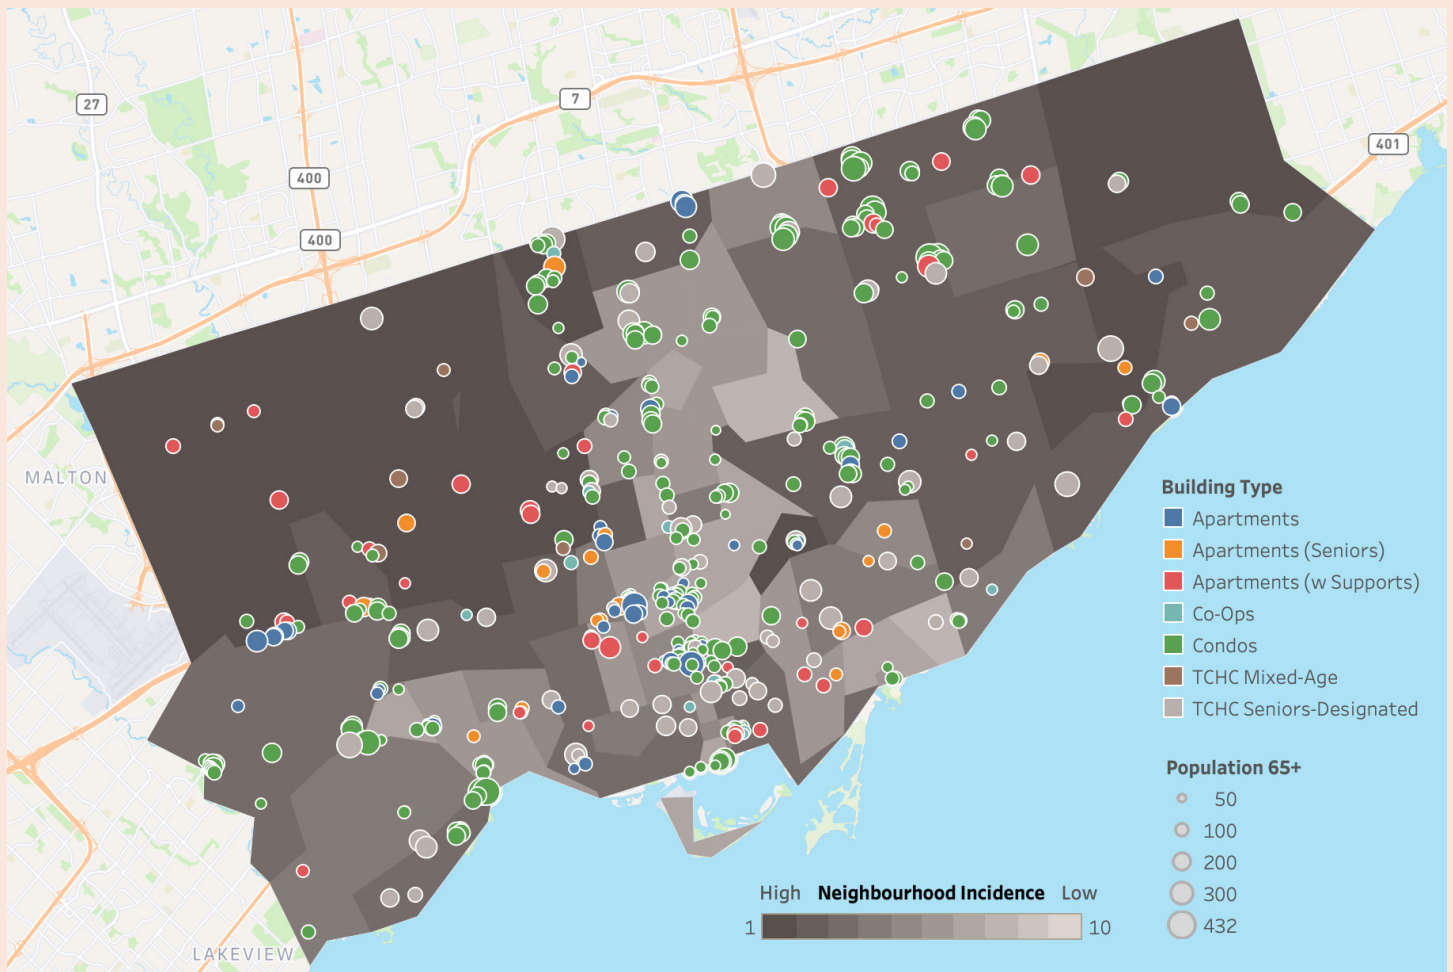 27
7
401
400
400
MALTON
LAKEVIEW
Building Type
Apartments
Apartments (Seniors)
Apartments (w Supports)
Co-Ops
Condos
TCHC Mixed-Age
TCHC Seniors-Designated
Population 65+
50
100
200
300
432
High Neighbourhood Incidence Low
1 10